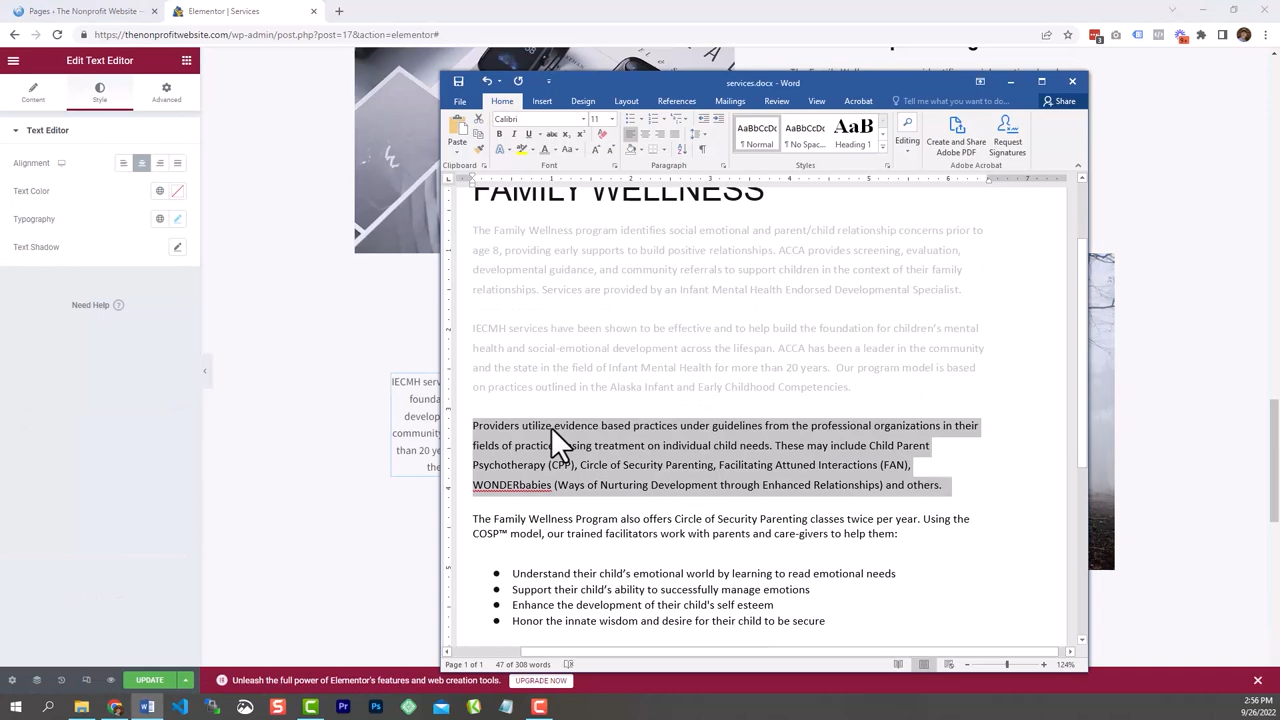 Pages ‹ The Nonprofit Website –
Elementor | Services
https://thenonprofitwebsite.com/wp-admin/post.php?post=17&action=elementor#
Edit Text Editor
Content
Style
Advanced
Text Editor
Alignment
Text Color
Typography
Text Shadow
Need Help
UPDATE
services.docx - Word
File Home Insert Design Layout References Mailings Review View Acrobat Tell me what you want to do... Share
Paste
Calibri 11
AaBbCcDc AaBbCcDc AaB
¶ Normal ¶ No Spac... Heading 1
Editing
Create and Share Adobe PDF
Request Signatures
Clipboard Font Paragraph Styles Adobe Acrobat
FAMILY WELLNESS
The Family Wellness program identifies social emotional and parent/child relationship concerns prior to
age 8, providing early supports to build positive relationships. ACCA provides screening, evaluation,
developmental guidance, and community referrals to support children in the context of their family
relationships. Services are provided by an Infant Mental Health Endorsed Developmental Specialist.
IECMH services have been shown to be effective and to help build the foundation for children's mental
health and social-emotional development across the lifespan. ACCA has been a leader in the community
and the state in the field of Infant Mental Health for more than 20 years. Our program model is based
on practices outlined in the Alaska Infant and Early Childhood Competencies.
Providers utilize evidence based practices under guidelines from the professional organizations in their
fields of practice sing treatment on individual child needs. These may include Child Parent
Psychotherapy (CPP), Circle of Security Parenting, Facilitating Attuned Interactions (FAN),
WONDERbabies (Ways of Nurturing Development through Enhanced Relationships) and others.
The Family Wellness Program also offers Circle of Security Parenting classes twice per year. Using the
COSP™ model, our trained facilitators work with parents and care-givers to help them:
● Understand their child's emotional world by learning to read emotional needs
● Support their child's ability to successfully manage emotions
● Enhance the development of their child's self esteem
● Honor the innate wisdom and desire for their child to be secure
Page 1 of 1 47 of 308 words 124%
IECMH serv
founda
develop
community
than 20 yea
the
Unleash the full power of Elementor's features and web creation tools. UPGRADE NOW
2:56 PM
9/26/2022